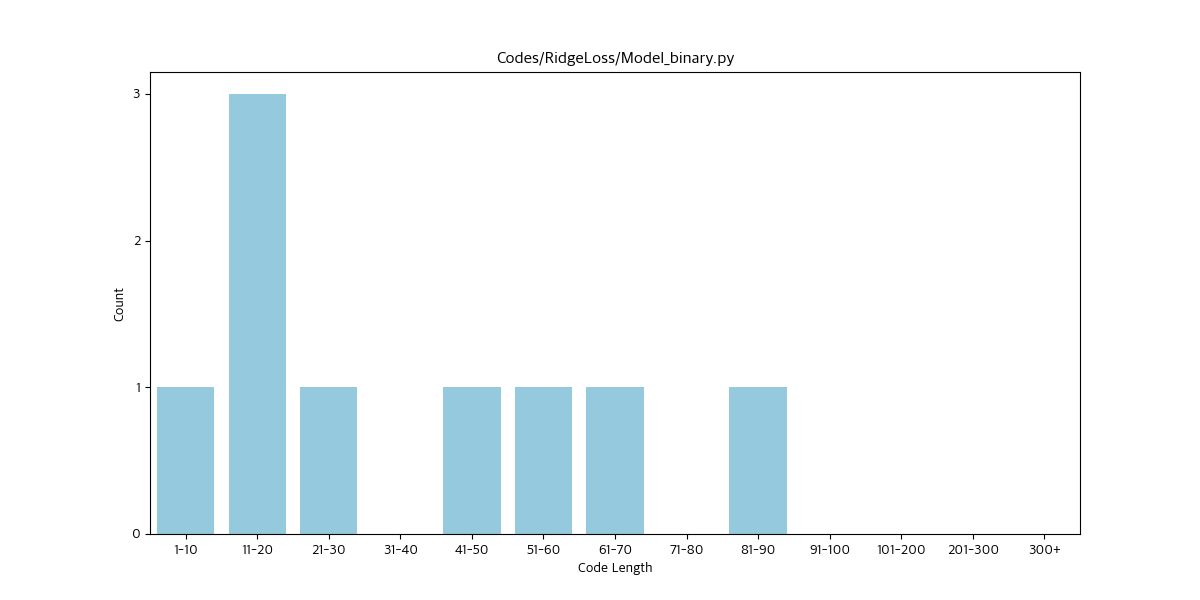 Codes/RidgeLoss/Model_binary.py
3
2
1
0
Count
1-10 11-20 21-30 31-40 41-50 51-60 61-70 71-80 81-90 91-100 101-200 201-300 300+
Code Length